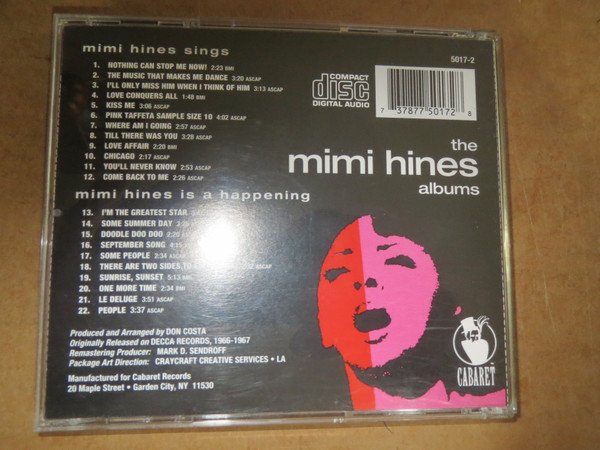 mimi hines sings
1. NOTHING CAN STOP ME NOW! 2:23 BMI
2. THE MUSIC THAT MAKES ME DANCE 3:20 ASCAP
3. I'LL ONLY MISS HIM WHEN I THINK OF HIM 3:13 ASCAP
4. LOVE CONQUERS ALL 1:48 BMI
5. KISS ME 3:06 ASCAP
6. PINK TAFFETA SAMPLE SIZE 10 4:02 ASCAP
7. WHERE AM I GOING 2:57 ASCAP
8. TILL THERE WAS YOU 3:28 ASCAP
9. LOVE AFFAIR 2:20 BMI
10. CHICAGO 2:17 ASCAP
11. YOU'LL NEVER KNOW 2:53 ASCAP
12. COME BACK TO ME 2:26 ASCAP
mimi hines is a happening
13. I'M THE GREATEST STAR
14. SOME SUMMER DAY
15. DOODLE DOO DOO 2:20
16. SEPTEMBER SONG 4:15
17. SOME PEOPLE 2:34 ASCAP
18. THERE ARE TWO SIDES TO ASCAP
19. SUNRISE, SUNSET 5:13
20. ONE MORE TIME 2:34 BMI
21. LE DELUGE 3:51 ASCAP
22. PEOPLE 3:37 ASCAP
Produced and Arranged by DON COSTA
Originally Released on DECCA RECORDS, 1966-1967
Remastering Producer: MARK D. SENDROFF
Package Art Direction: CRAYCRAFT CREATIVE SERVICES • LA
Manufactured for Cabaret Records
20 Maple Street • Garden City, NY 11530
COMPACT
disc
DIGITAL AUDIO
5017-2
7 37877 50172 8
the
mimi hines
albums
CABARET